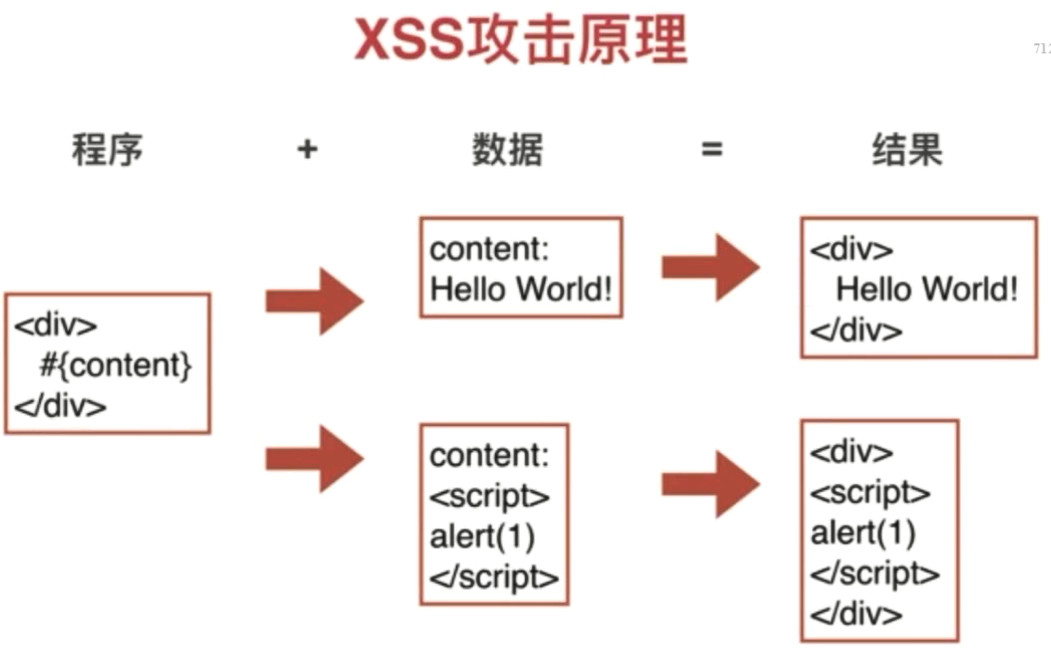 XSS攻击原理
712
程序 + 数据 = 结果
<div>
#{content}
</div>
content:
Hello World!
<div>
Hello World!
</div>
content:
<script>
alert(1)
</script>
<div>
<script>
alert(1)
</script>
</div>